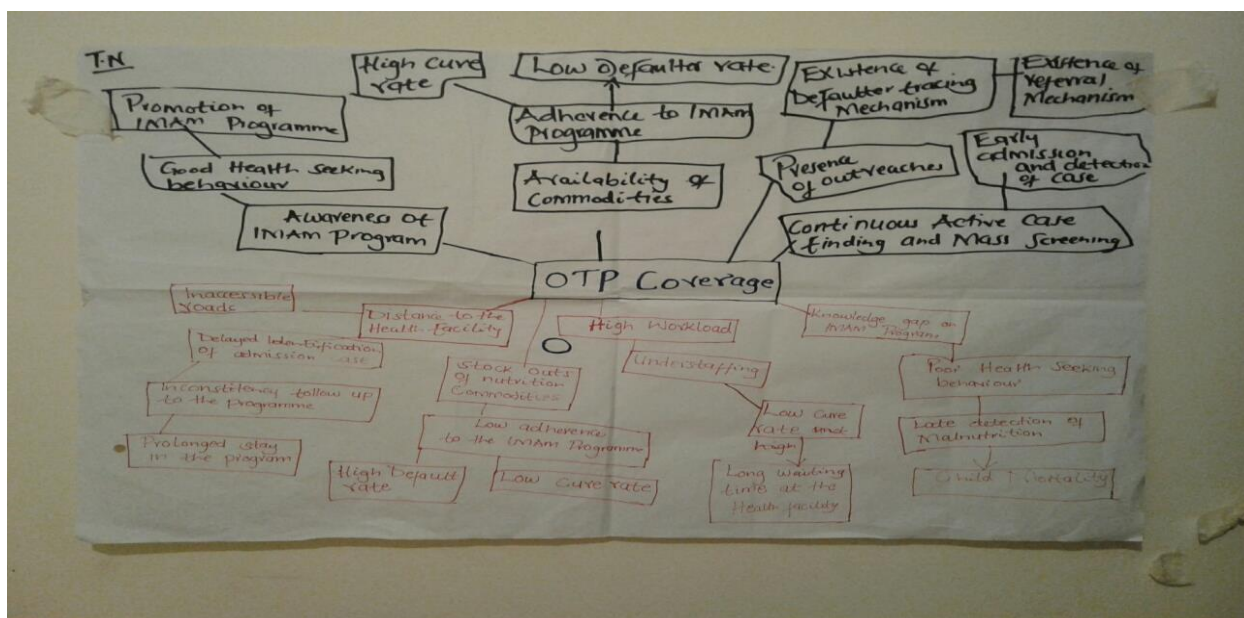 T.N
High Cure
rate
Low Defaulter rate.
Existence of
Defaulter tracing
Mechanism
Existence of
referral
Mechanism
Promotion of
IMAM Programme
Adherence to IMAM
Programme
Early
admission
and detection
of case
Good Health Seeking
behaviour
Availability of
Commodities
Presence
of outreaches
Awareness of
IMAM Program
Continuous Active Case
finding and Mass Screening
OTP Coverage
Inaccessible
roads
Distance to the
Health facility
High Workload
Knowledge gap on
IMAM Program
Delayed Identification
of admission case
Stock outs
of nutrition
Commodities
Understaffing
Poor Health Seeking
behaviour
Inconsistency follow up
to the programme
Low adherence
to the IMAM Programme
Low Cure
rate and
high
Late detection of
Malnutrition
Prolonged stay
in the program
High Default
rate
Low Cure rate
Long waiting
time at the
Health facility
Child Mortality